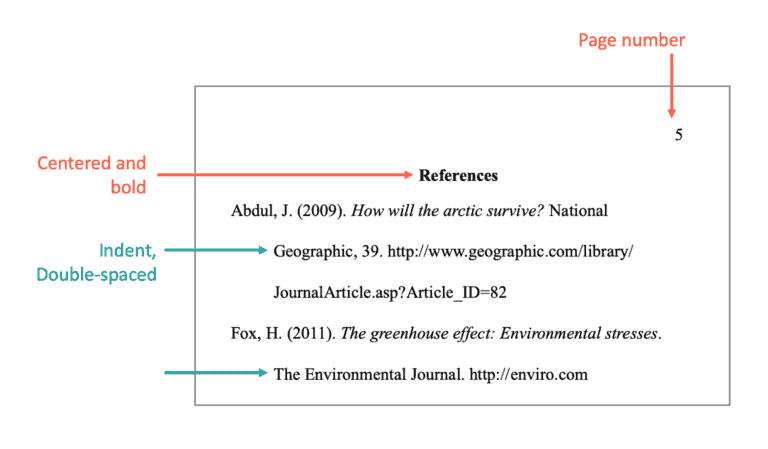 Page number
5
Centered and
bold
References
Abdul, J. (2009). How will the arctic survive? National
Indent,
Double-spaced
Geographic, 39. http://www.geographic.com/library/
JournalArticle.asp?Article_ID=82
Fox, H. (2011). The greenhouse effect: Environmental stresses.
The Environmental Journal. http://enviro.com